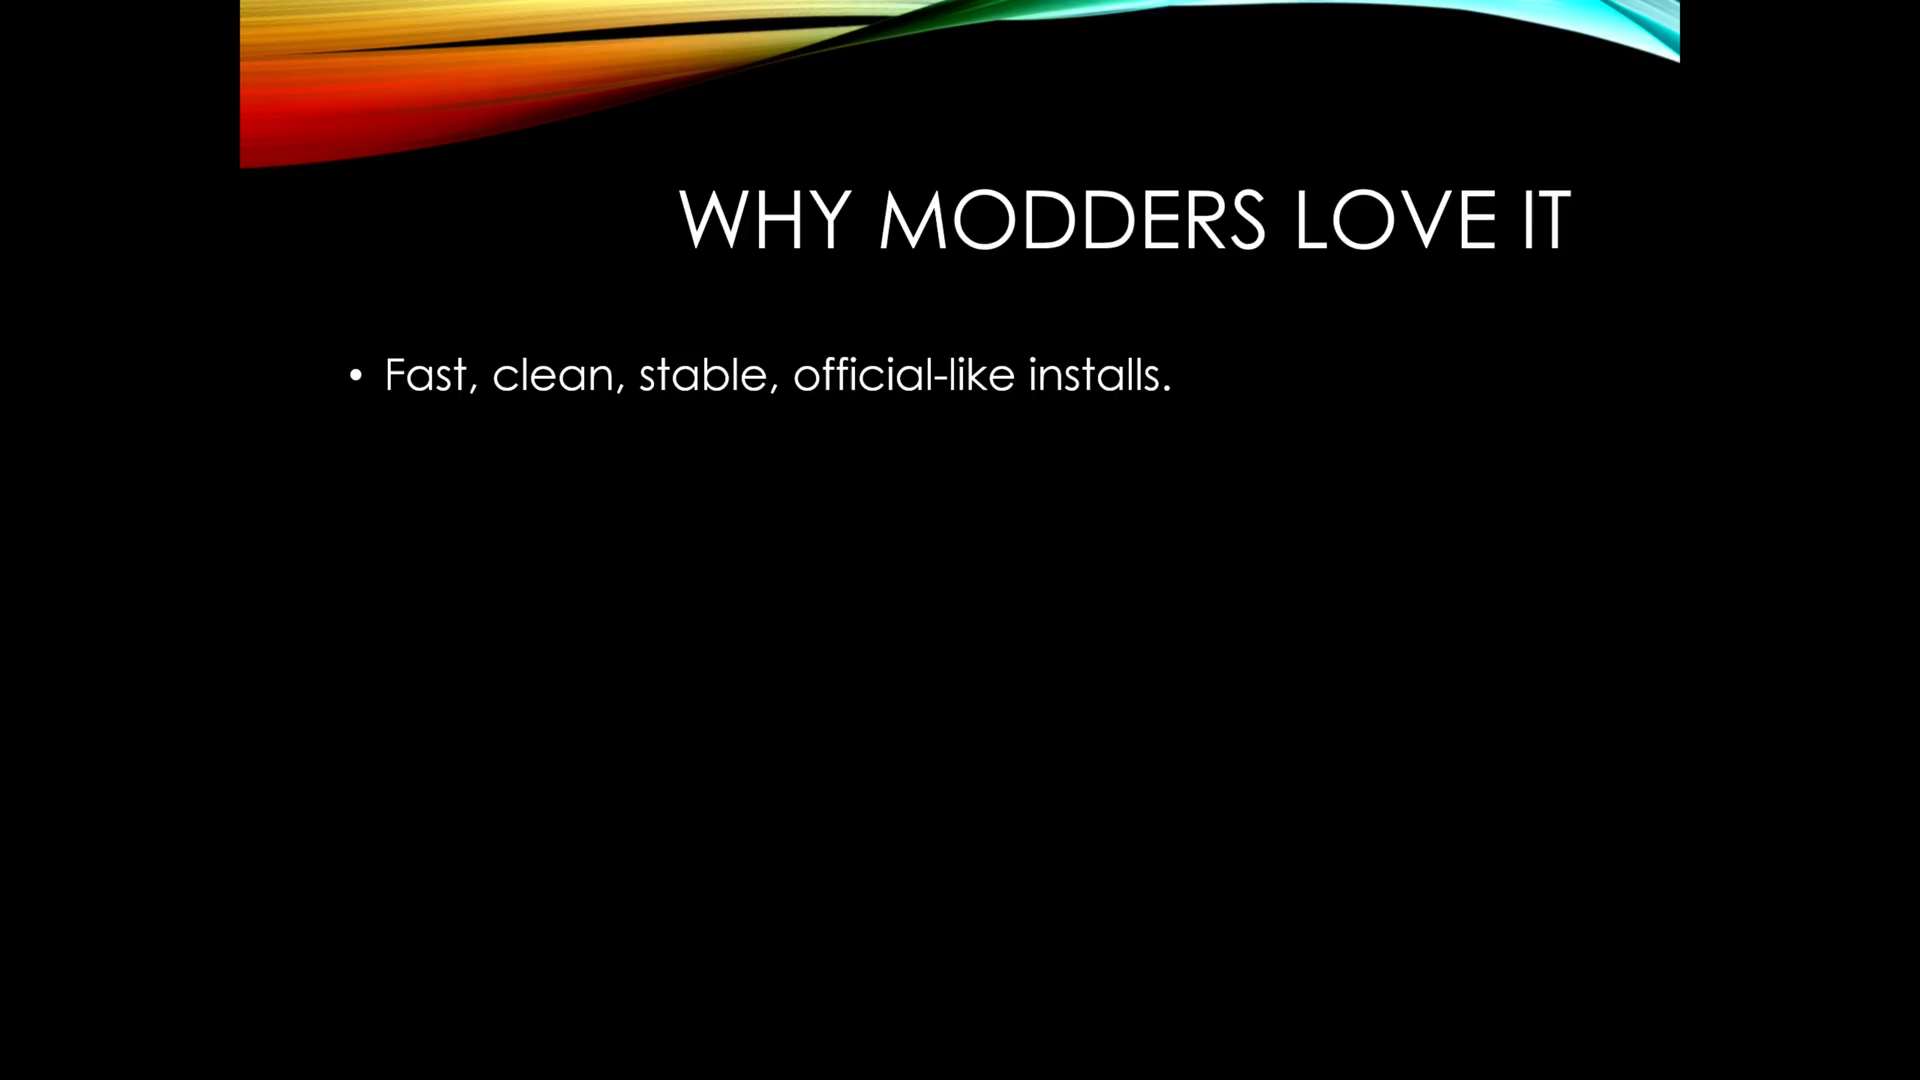 WHY MODDERS LOVE IT
• Fast, clean, stable, official-like installs.